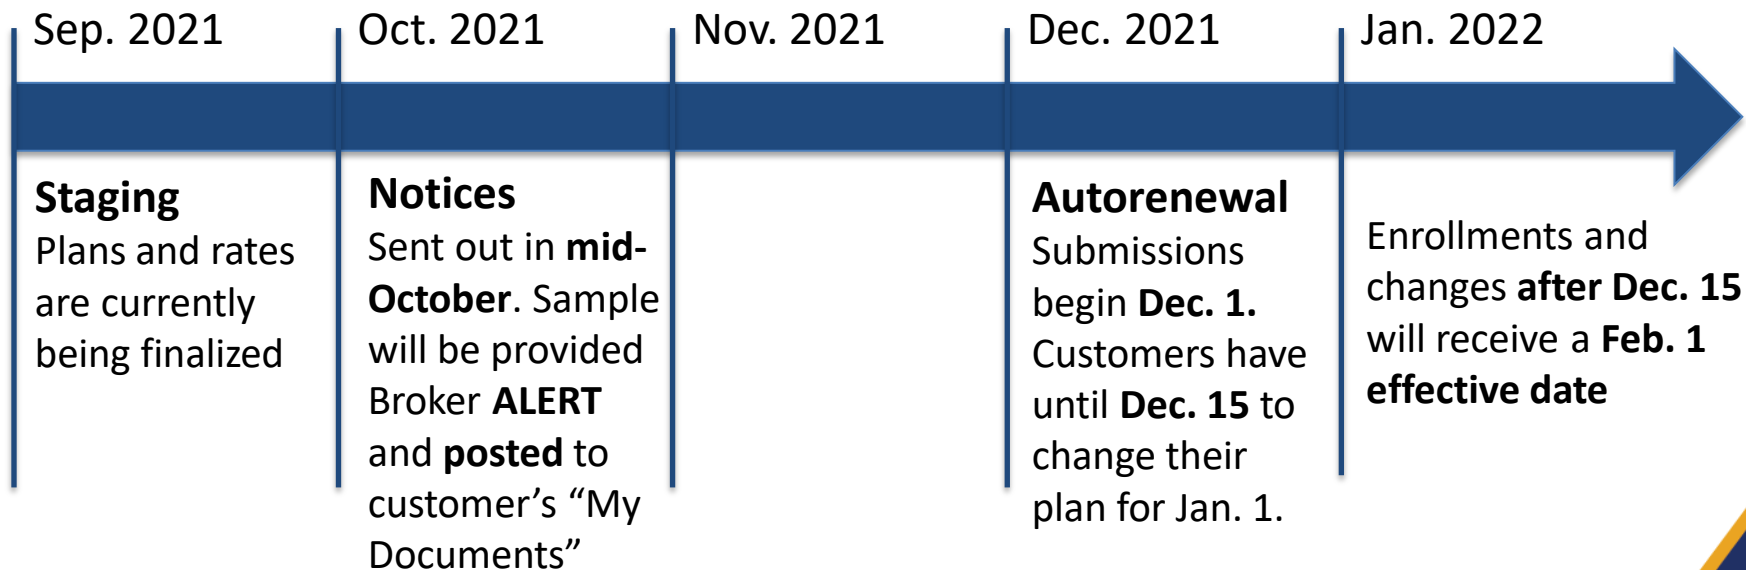 Sep. 2021
Oct. 2021
Nov. 2021
Dec. 2021
Jan. 2022
Staging
Plans and rates
are currently
being finalized
Notices
Sent out in mid-
October. Sample
will be provided
Broker ALERT
and posted to
customer’s “My
Documents”
Autorenewal
Submissions
begin Dec. 1.
Customers have
until Dec. 15 to
change their
plan for Jan. 1.
Enrollments and
changes after Dec. 15
will receive a Feb. 1
effective date